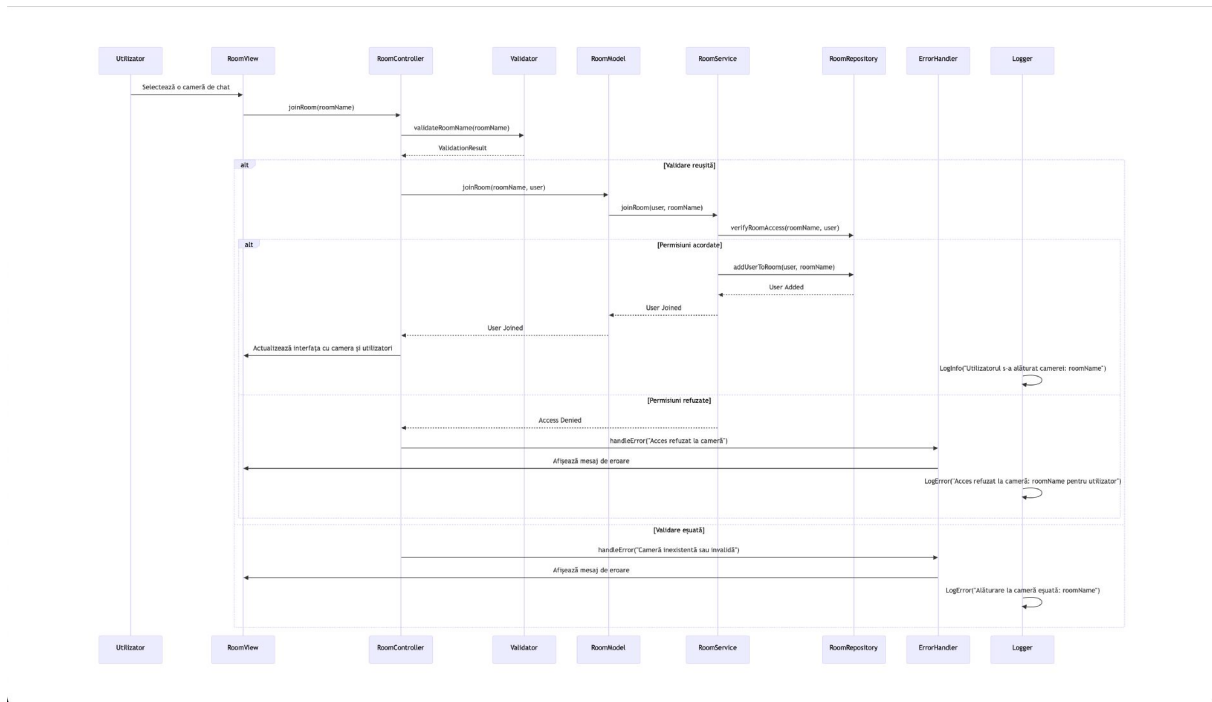 Utilizator
RoomView
RoomController
Validator
RoomModel
RoomService
RoomRepository
ErrorHandler
Logger
Selectează o cameră de chat
joinRoom(roomName)
validateRoomName(roomName)
ValidationResult
alt
[Validare reușită]
joinRoom(roomName, user)
joinRoom(user, roomName)
verifyRoomAccess(roomName, user)
alt
[Permisiuni acordate]
addUserToRoom(user, roomName)
User Added
User Joined
User Joined
Actualizează interfața cu camera și utilizatori
LogInfo("Utilizatorul s-a alăturat camerei: roomName")
[Permisiuni refuzate]
Access Denied
handleError("Acces refuzat la cameră")
Afișează mesaj de eroare
LogError("Acces refuzat la cameră: roomName pentru utilizator")
[Validare eșuată]
handleError("Cameră inexistentă sau invalidă")
Afișează mesaj de eroare
LogError("Alăturare la cameră eșuată: roomName")
Utilizator
RoomView
RoomController
Validator
RoomModel
RoomService
RoomRepository
ErrorHandler
Logger